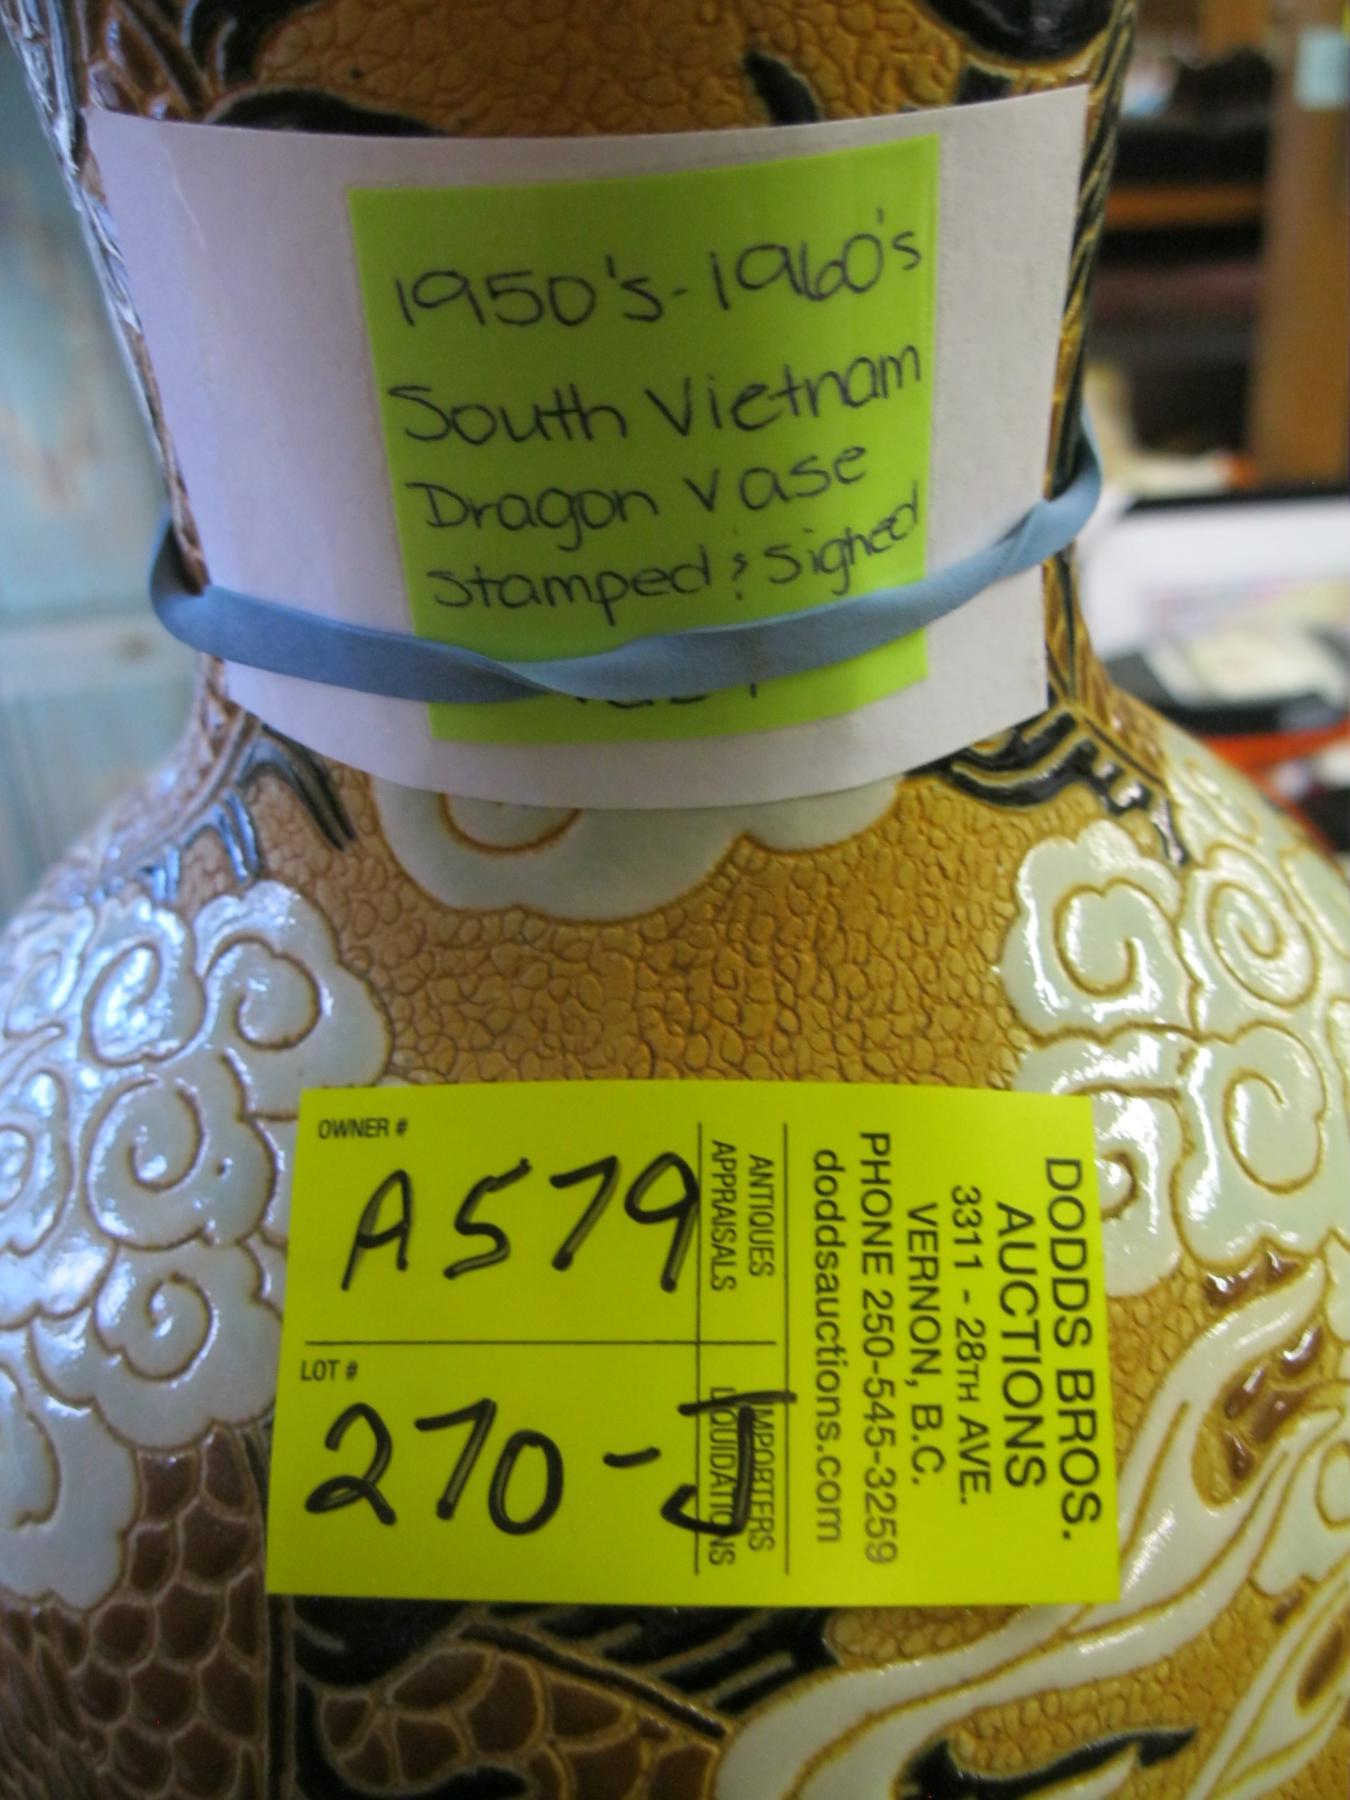 1950's - 1960's
South Vietnam
Dragon Vase
Stamped & Signed
OWNER #
A579
LOT #
270-J
ANTIQUES
APPRAISALS
IMPORTERS
LIQUIDATIONS
DODDS BROS.
AUCTIONS
3311 - 28TH AVE.
VERNON, B.C.
PHONE 250-545-3259
doddsauctions.com